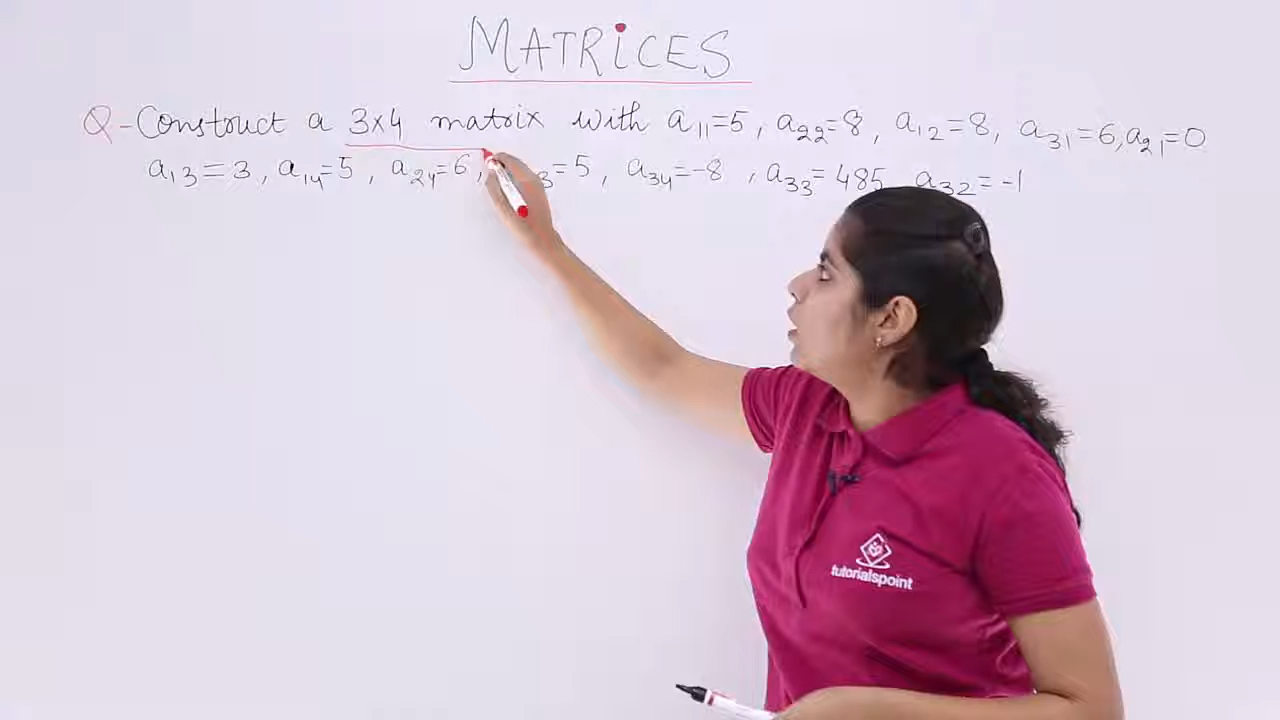 MATRICES
Q-Construct a 3x4 matrix with a11=5, a22=8, a12=8, a31=6, a21=0
a13=3, a14=5, a24=6, 3=5, a34=-8, a33=485 a32=-1
tutorialspoint